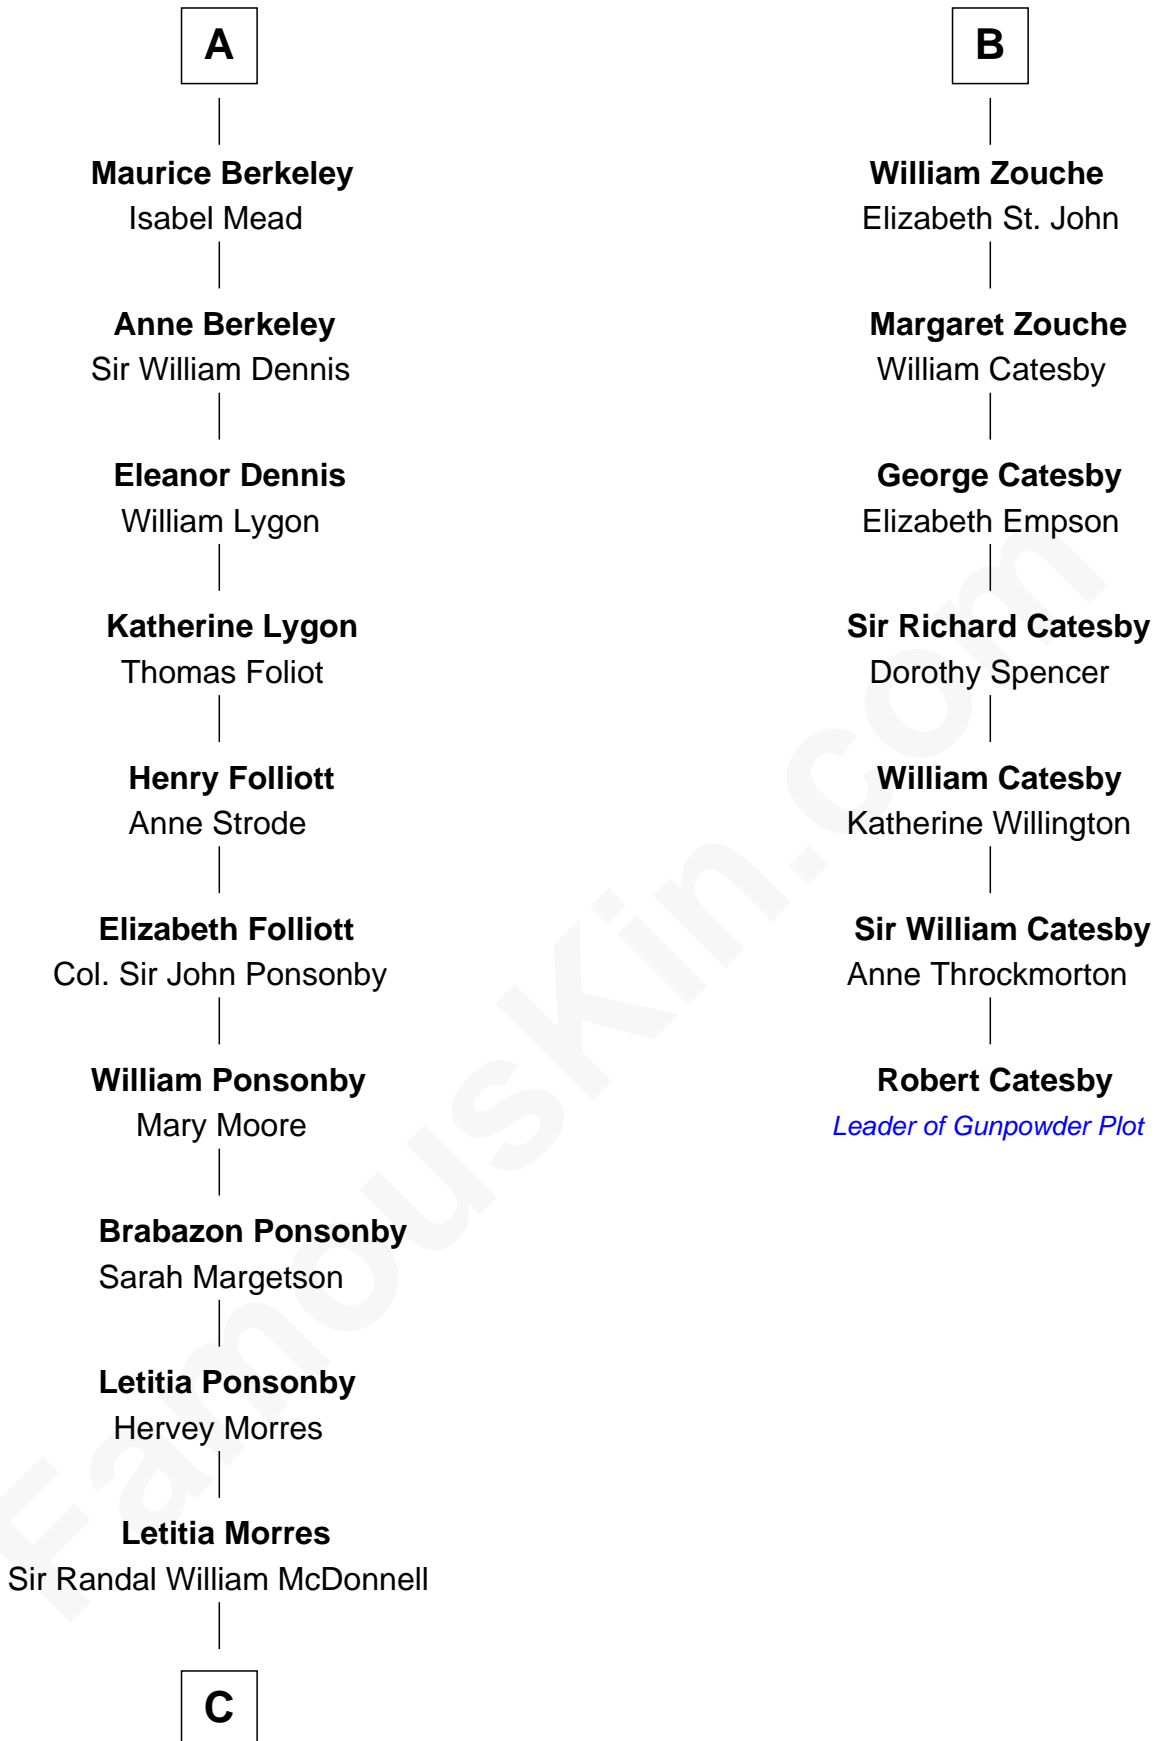 A
Maurice Berkeley
Isabel Mead
Anne Berkeley
Sir William Dennis
Eleanor Dennis
William Lygon
Katherine Lygon
Thomas Foliot
Henry Folliott
Anne Strode
Elizabeth Folliott
Col. Sir John Ponsonby
William Ponsonby
Mary Moore
Brabazon Ponsonby
Sarah Margetson
Letitia Ponsonby
Hervey Morres
Letitia Morres
Sir Randal William McDonnell
C
B
William Zouche
Elizabeth St. John
Margaret Zouche
William Catesby
George Catesby
Elizabeth Empson
Sir Richard Catesby
Dorothy Spencer
William Catesby
Katherine Willington
Sir William Catesby
Anne Throckmorton
Robert Catesby
Leader of Gunpowder Plot
FamousKin.com